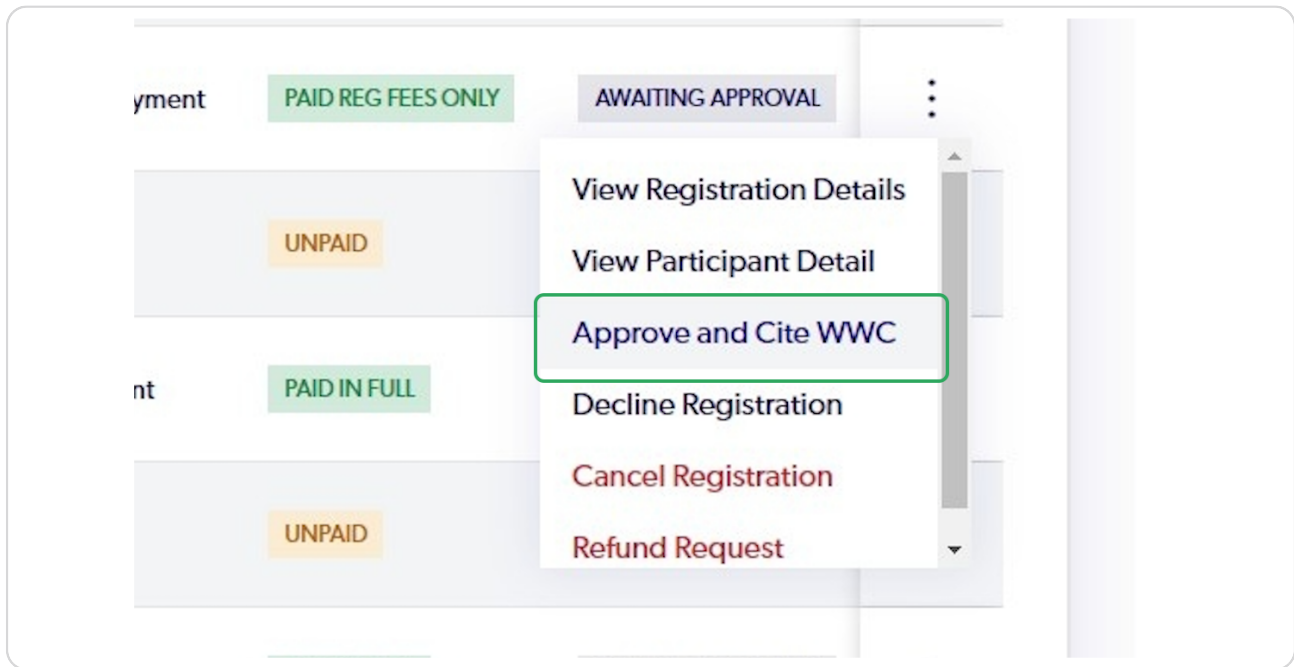 yment PAID REG FEES ONLY AWAITING APPROVAL
View Registration Details
UNPAID
View Participant Detail
Approve and Cite WWC
nt PAID IN FULL
Decline Registration
Cancel Registration
UNPAID
Refund Request